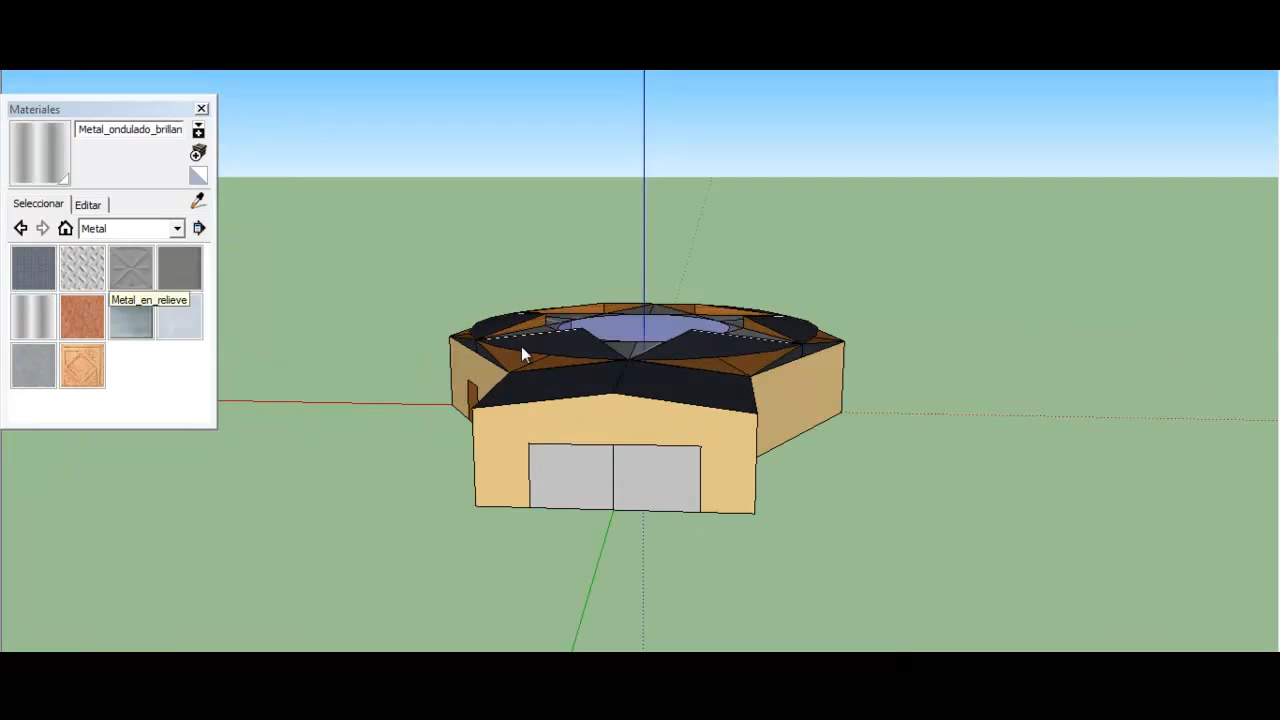 Materiales
Metal_ondulado_brillan
Seleccionar
Editar
Metal
Metal_en_relieve